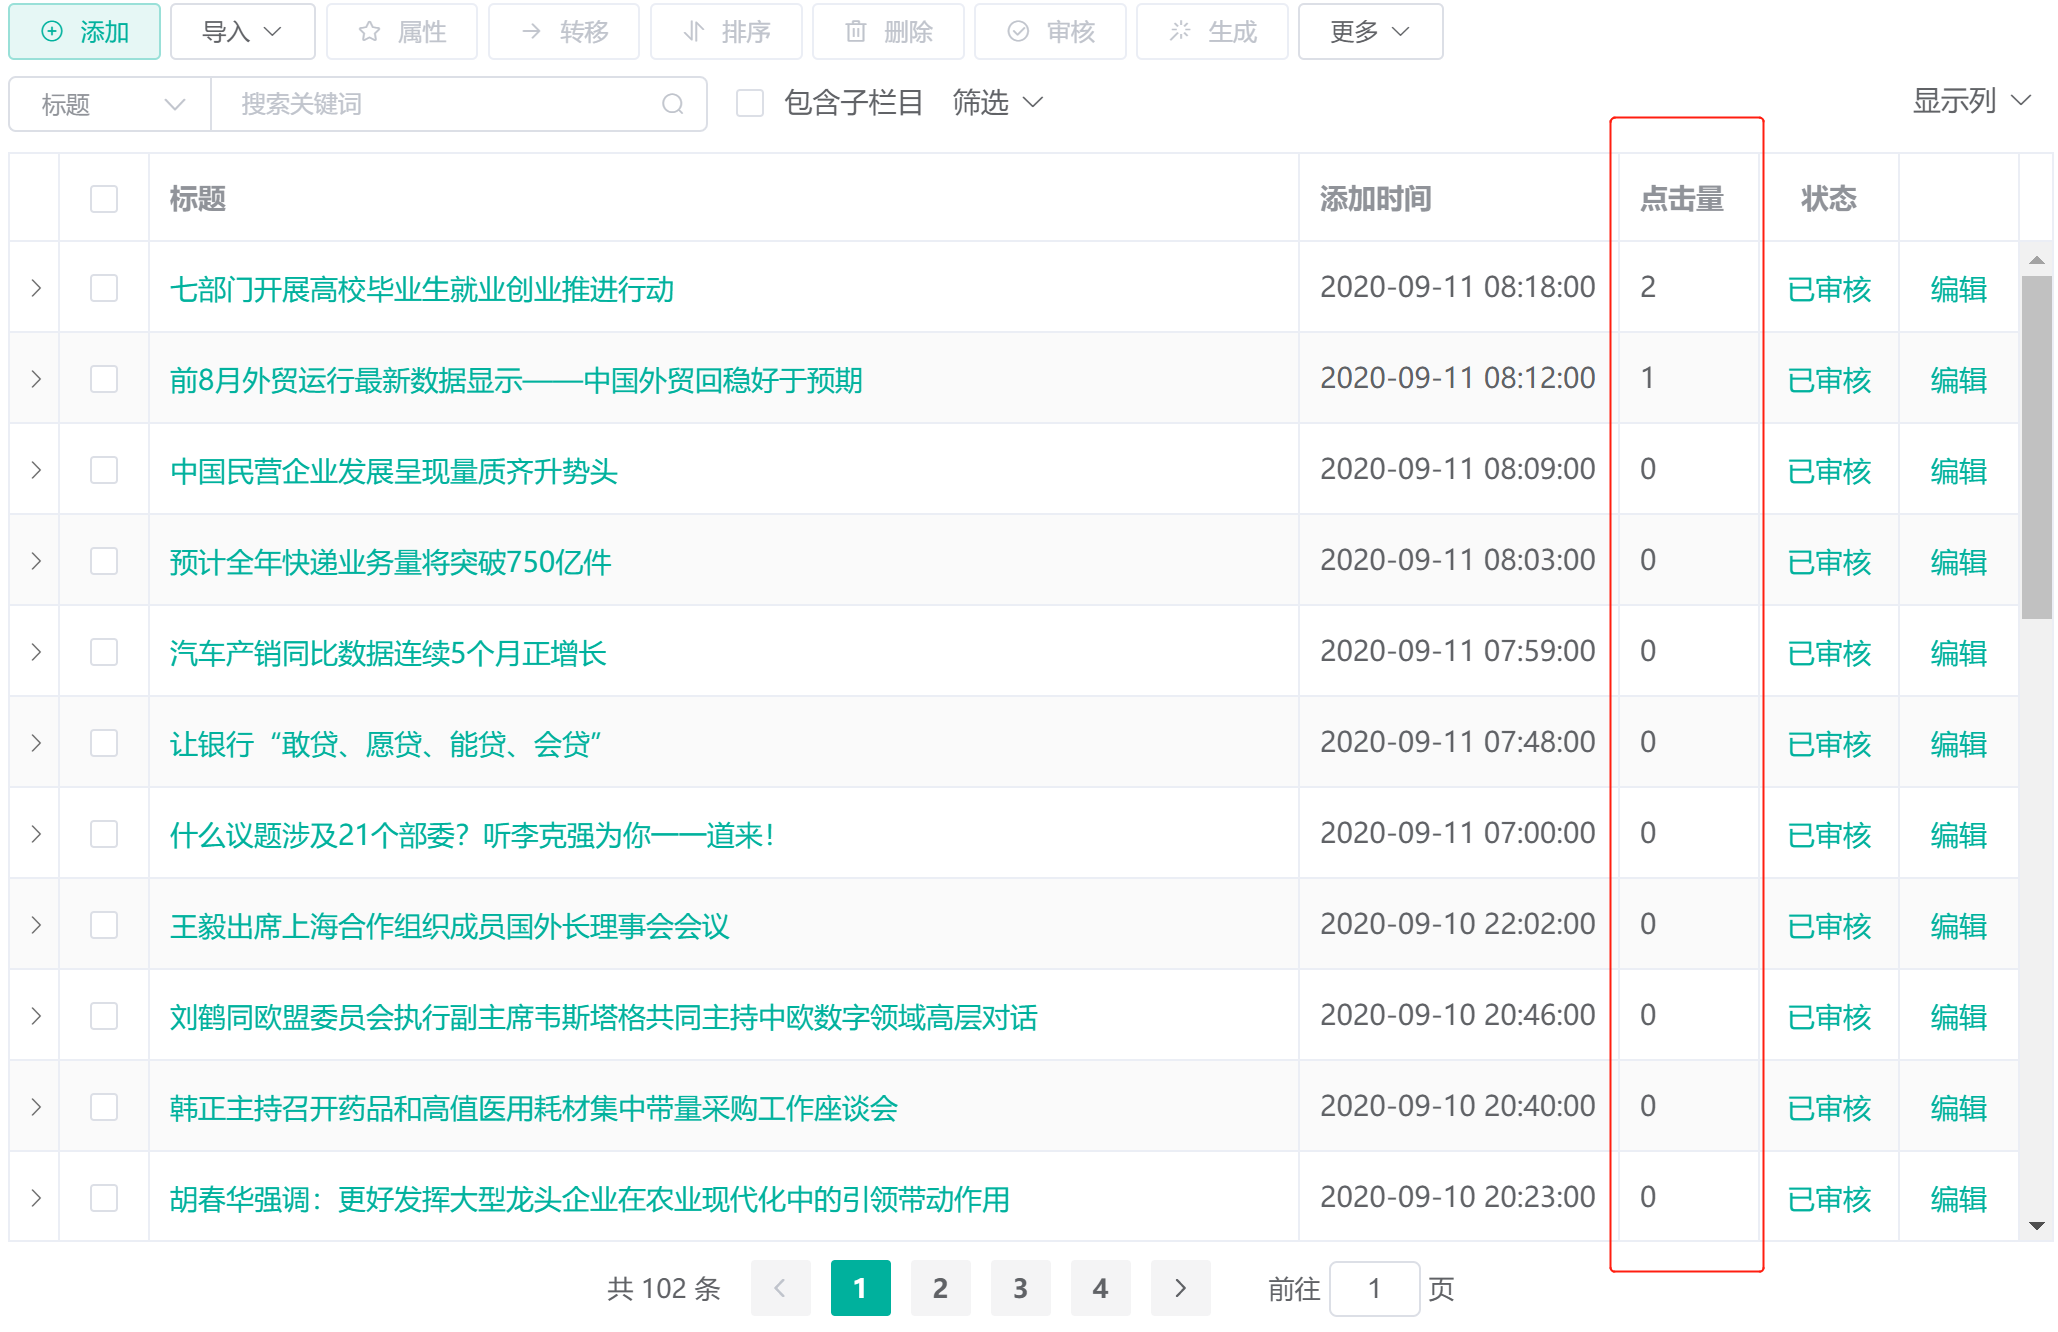 添加 导入 属性 转移 排序 删除 审核 生成 更多
标题 搜索关键词 包含子栏目 筛选 显示列
标题 添加时间 点击量 状态
七部门开展高校毕业生就业创业推进行动 2020-09-11 08:18:00 2 已审核 编辑
前8月外贸运行最新数据显示——中国外贸回稳好于预期 2020-09-11 08:12:00 1 已审核 编辑
中国民营企业发展呈现量质齐升势头 2020-09-11 08:09:00 0 已审核 编辑
预计全年快递业务量将突破750亿件 2020-09-11 08:03:00 0 已审核 编辑
汽车产销同比数据连续5个月正增长 2020-09-11 07:59:00 0 已审核 编辑
让银行“敢贷、愿贷、能贷、会贷” 2020-09-11 07:48:00 0 已审核 编辑
什么议题涉及21个部委？听李克强为你一一道来！ 2020-09-11 07:00:00 0 已审核 编辑
王毅出席上海合作组织成员国外长理事会会议 2020-09-10 22:02:00 0 已审核 编辑
刘鹤同欧盟委员会执行副主席韦斯塔格共同主持中欧数字领域高层对话 2020-09-10 20:46:00 0 已审核 编辑
韩正主持召开药品和高值医用耗材集中带量采购工作座谈会 2020-09-10 20:40:00 0 已审核 编辑
胡春华强调：更好发挥大型龙头企业在农业现代化中的引领带动作用 2020-09-10 20:23:00 0 已审核 编辑
共 102 条 1 2 3 4 前往 1 页